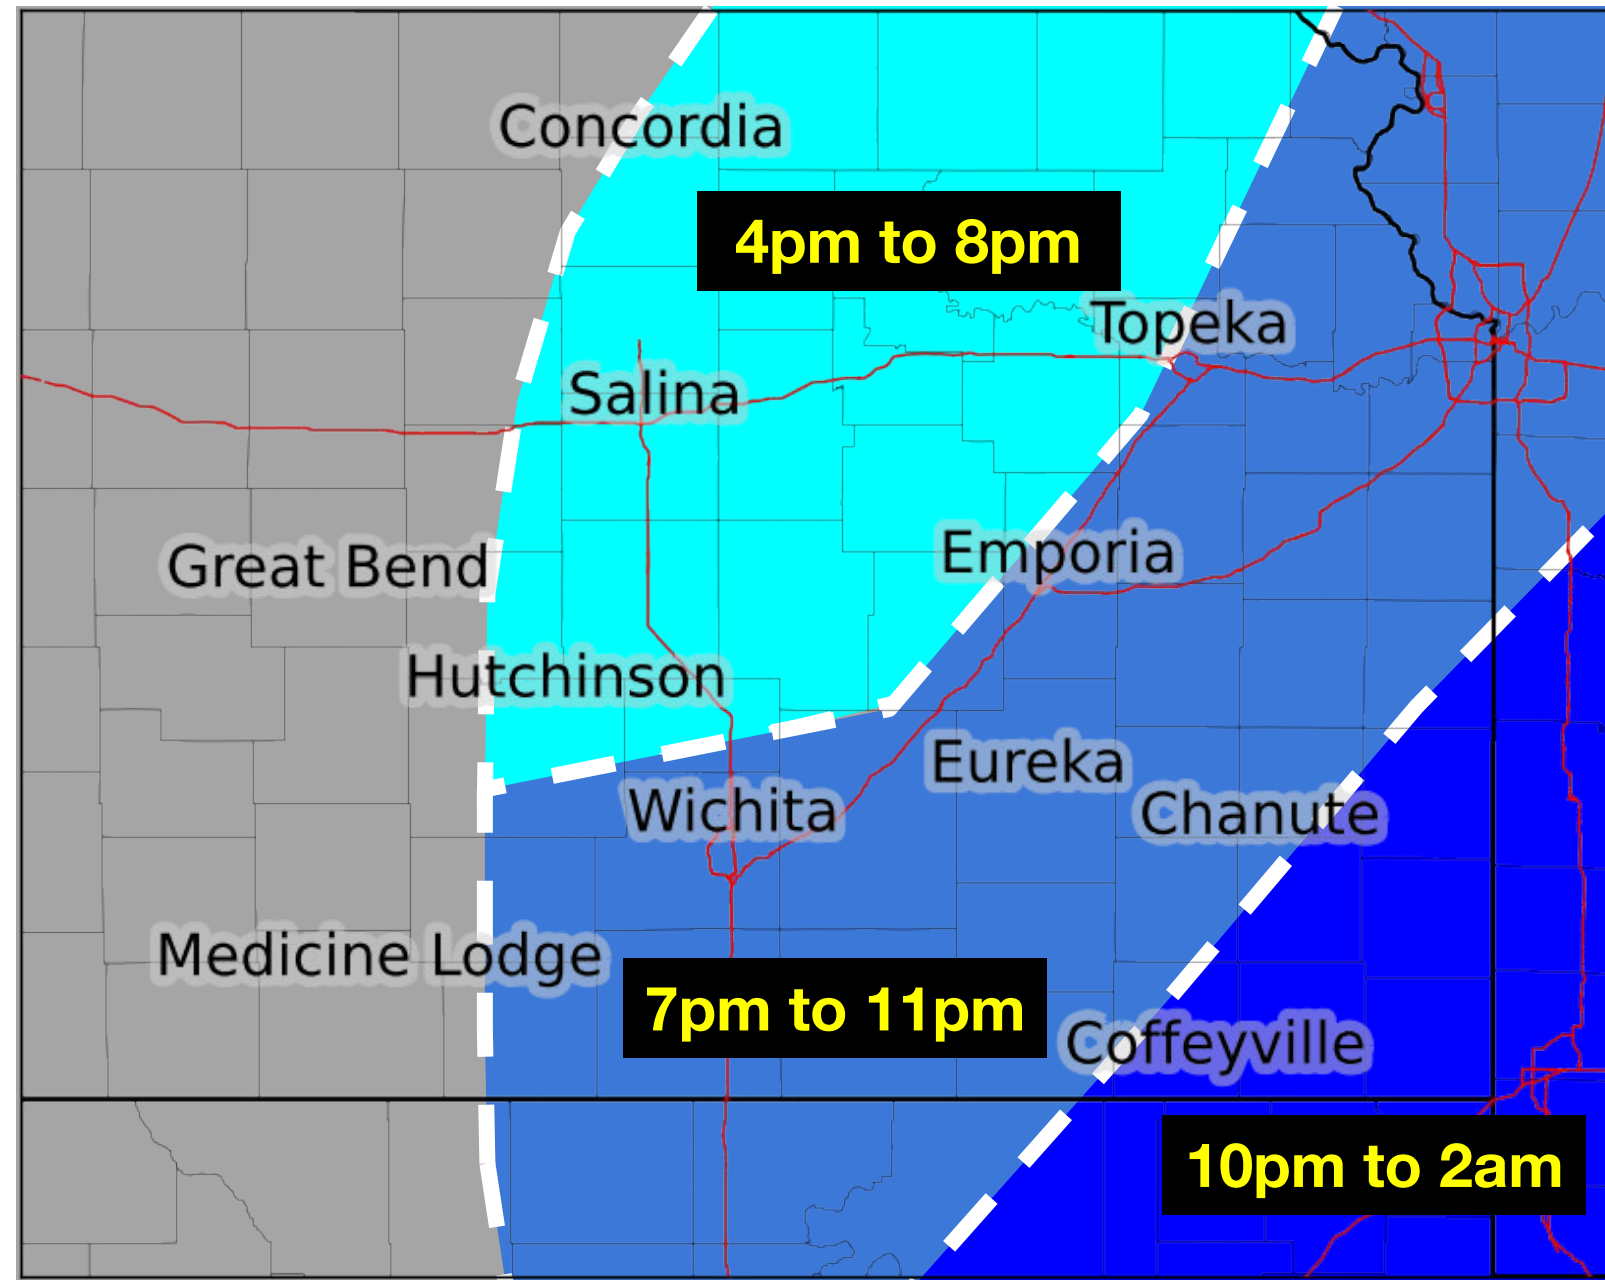 Concordia
4pm to 8pm
Topeka
Salina
Great Bend
Emporia
Hutchinson
Eureka
Wichita
Chanute
Medicine Lodge
7pm to 11pm
Coffeyville
10pm to 2am